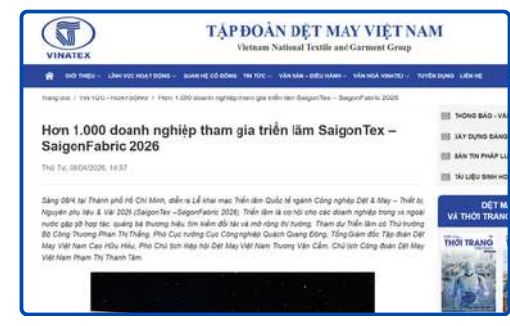 VINATEX
TẬP ĐOÀN DỆT MAY VIỆT NAM
Vietnam National Textile and Garment Group
GIỚI THIỆU LĨNH VỰC HOẠT ĐỘNG QUAN HỆ CỔ ĐÔNG TIN TỨC VĂN BẢN – ĐIỀU HÀNH VĂN HOÁ VINATEX TUYỂN DỤNG LIÊN HỆ
Trang chủ / TIN TỨC - HOẠT ĐỘNG / Hơn 1.000 doanh nghiệp tham gia triển lãm SaigonTex – SaigonFabric 2026
Hơn 1.000 doanh nghiệp tham gia triển lãm SaigonTex –
SaigonFabric 2026
Thứ Tư, 08/04/2026, 14:57
Sáng 08/4 tại Thành phố Hồ Chí Minh, diễn ra Lễ khai mạc Triển lãm Quốc tế ngành Công nghiệp Dệt & May – Thiết bị,
Nguyên phụ liệu & Vải 2026 (SaigonTex –SaigonFabric 2026). Triển lãm là cơ hội cho các doanh nghiệp trong và ngoài
nước gặp gỡ hợp tác, quảng bá thương hiệu, tìm kiếm đối tác và mở rộng thị trường. Tham dự Triển lãm có Thứ trưởng
Bộ Công Thương Phan Thị Thắng, Phó Cục trưởng Cục Công nghiệp Quách Quang Đông, Tổng Giám đốc Tập đoàn Dệt
May Việt Nam Cao Hữu Hiếu, Phó Chủ tịch Hiệp hội Dệt May Việt Nam Trương Văn Cẩm, Chủ tịch Công đoàn Dệt May
Việt Nam Phạm Thị Thanh Tâm.
THÔNG BÁO - VĂ
XÂY DỰNG ĐẢNG
BẢN TIN PHÁP LU
TÀI LIỆU SINH HO
DỆT M
VÀ THỜI TRANG
THỜI TRANG